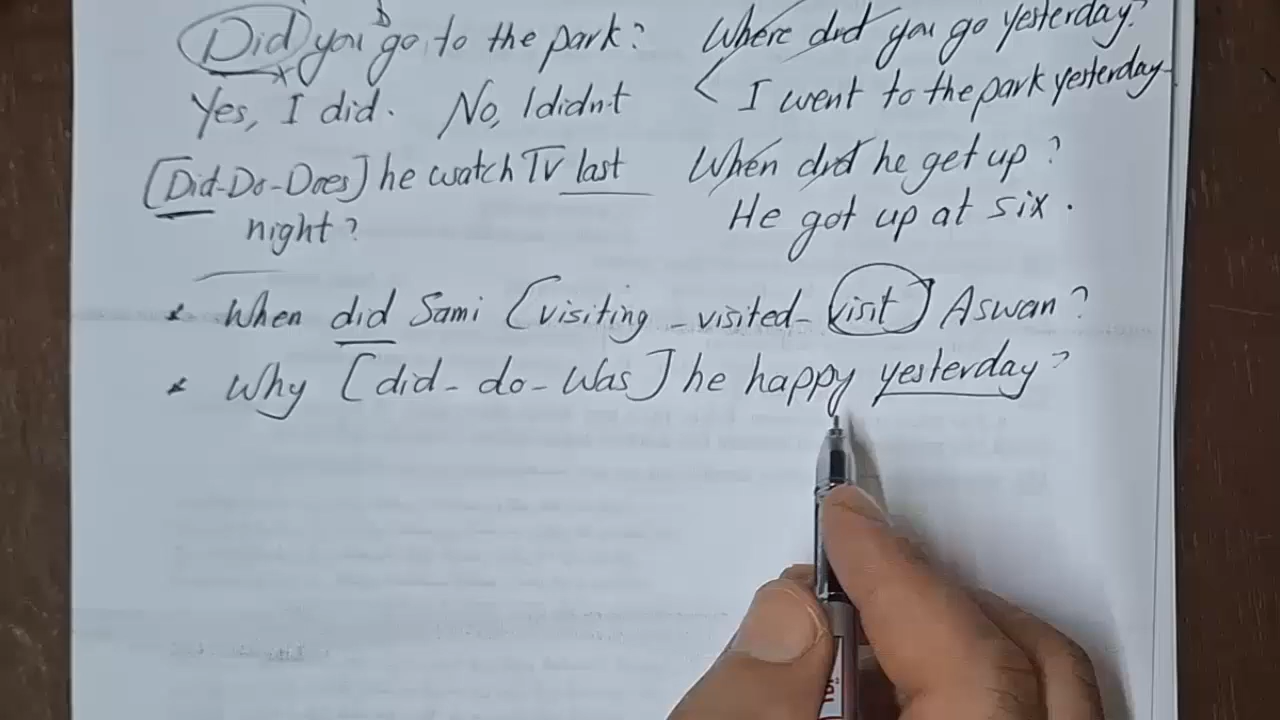 Did you go to the park?
Yes, I did. No, I didn't
[Did-Do-Does] he watch TV last
night?
Where did you go yesterday?
I went to the park yesterday
When did he get up?
He got up at six.
* When did Sami [visiting - visited - visit] Aswan?
* Why [did - do - was] he happy yesterday?